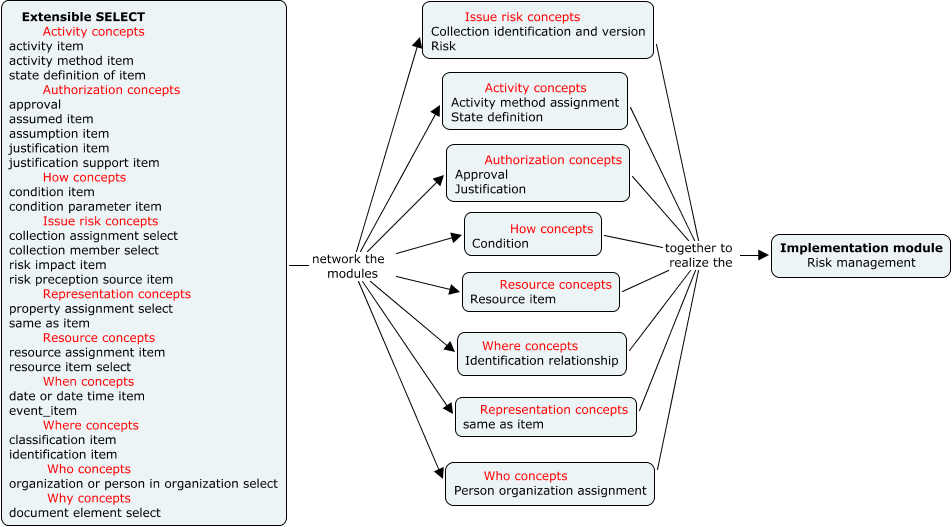 Extensible SELECT
Activity concepts
activity item
activity method item
state definition of item
Authorization concepts
approval
assumed item
assumption item
justification item
justification support item
How concepts
condition item
condition parameter item
Issue risk concepts
collection assignment select
collection member select
risk impact item
risk preception source item
Representation concepts
property assignment select
same as item
Resource concepts
resource assignment item
resource item select
When concepts
date or date time item
event_item
Where concepts
classification item
identification item
Who concepts
organization or person in organization select
Why concepts
document element select
network the
modules
Issue risk concepts
Collection identification and version
Risk
Activity concepts
Activity method assignment
State definition
Authorization concepts
Approval
Justification
How concepts
Condition
Resource concepts
Resource item
Where concepts
Identification relationship
Representation concepts
same as item
Who concepts
Person organization assignment
together to
realize the
Implementation module
Risk management